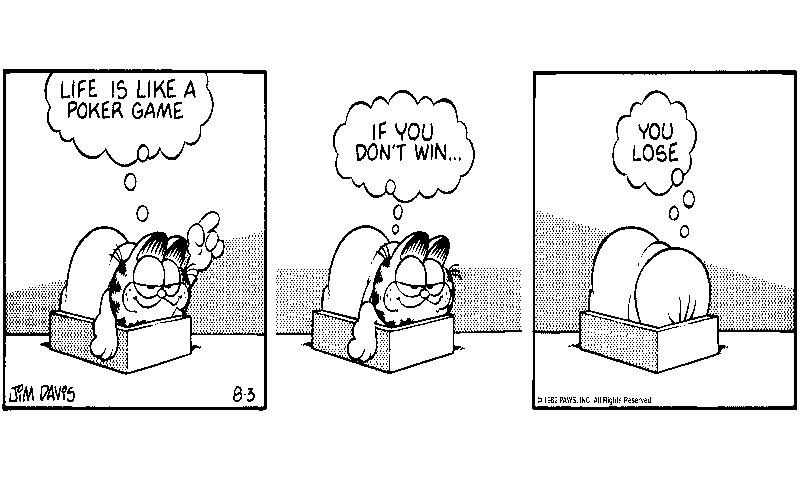 LIFE IS LIKE A
POKER GAME
IF YOU
DON'T WIN...
YOU
LOSE
JIM DAVIS
8-3
© 1982 PAWS, INC. All Rights Reserved